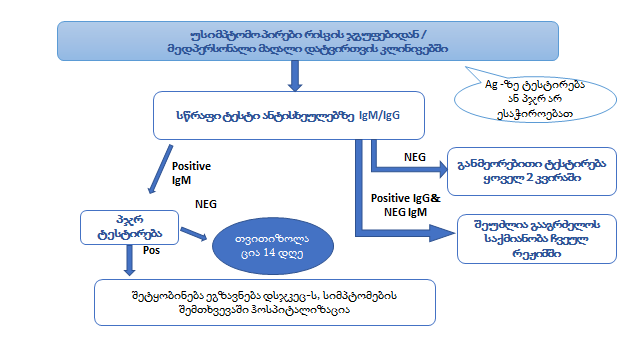 უსიმპტომო პირები რისკის ჯგუფებიდან /
მედპერსონალი მაღალი დატვირთვის კლინიკებში
Ag -ზე ტესტირება
ან პჯრ არ
ესაჭიროებათ
სწრაფი ტესტი ანტისხეულებზე IgM/IgG
NEG
განმეორებითი ტესტირება
ყოველ 2 კვირაში
Positive
IgM
Positive IgG&
NEG IgM
NEG
პჯრ
ტესტირება
თვითიზოლა
ცია 14 დღე
შეუძლია გააგრძელოს
საქმიანობა ჩვეულ
რეჟიმში
Pos
შეტყობინება ეგზავნება დსჯკეც-ს, სიმპტომების
შემთხვევაში ჰოსპიტალიზაცია